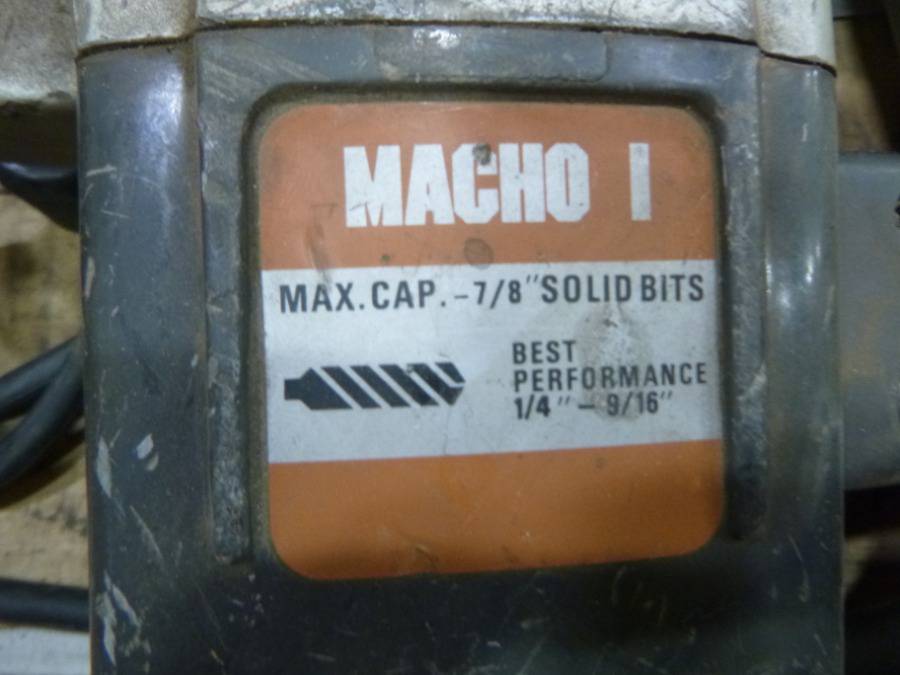 MACHO I
MAX. CAP. - 7/8" SOLID BITS
BEST
PERFORMANCE
1/4" - 9/16"